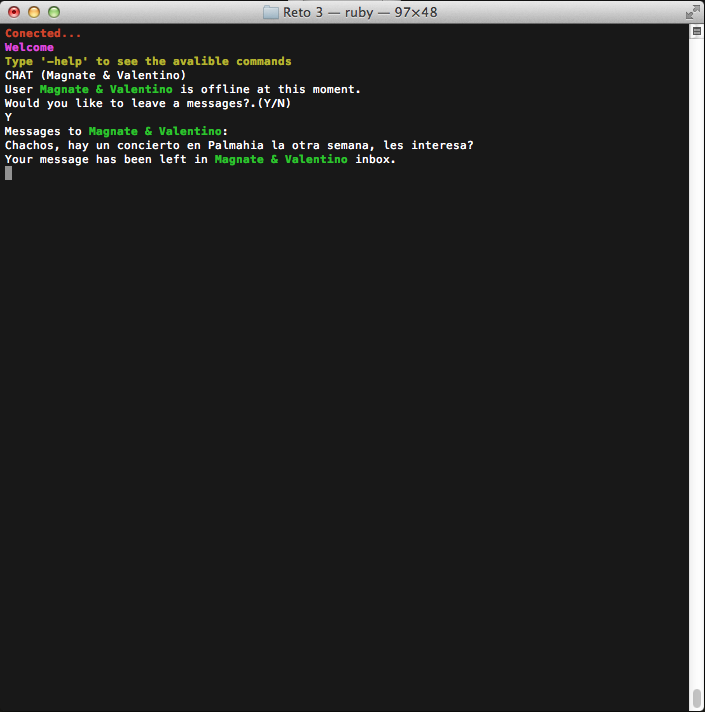 Reto 3 — ruby — 97×48
Conected...
Welcome
Type '-help' to see the avalible commands
CHAT (Magnate & Valentino)
User Magnate & Valentino is offline at this moment.
Would you like to leave a messages?.(Y/N)
Y
Messages to Magnate & Valentino:
Chachos, hay un concierto en Palmahia la otra semana, les interesa?
Your message has been left in Magnate & Valentino inbox.